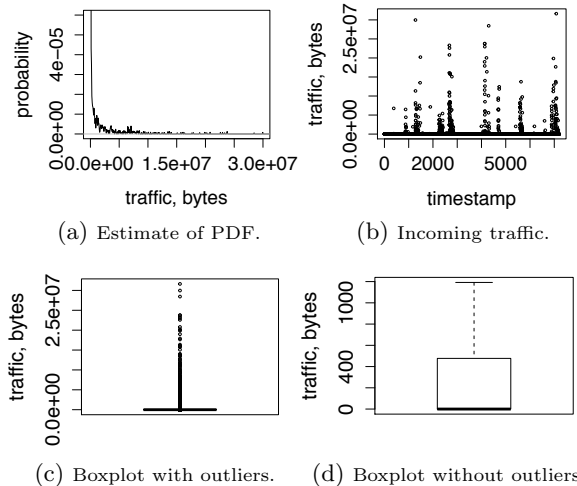 probability
0.0e+00 4e-05
0.0e+00 1.5e+07 3.0e+07
traffic, bytes
(a) Estimate of PDF.
traffic, bytes
0.0e+00 2.5e+07
0 2000 5000
timestamp
(b) Incoming traffic.
traffic, bytes
0.0e+00 2.5e+07
(c) Boxplot with outliers.
traffic, bytes
0 400 1000
(d) Boxplot without outliers